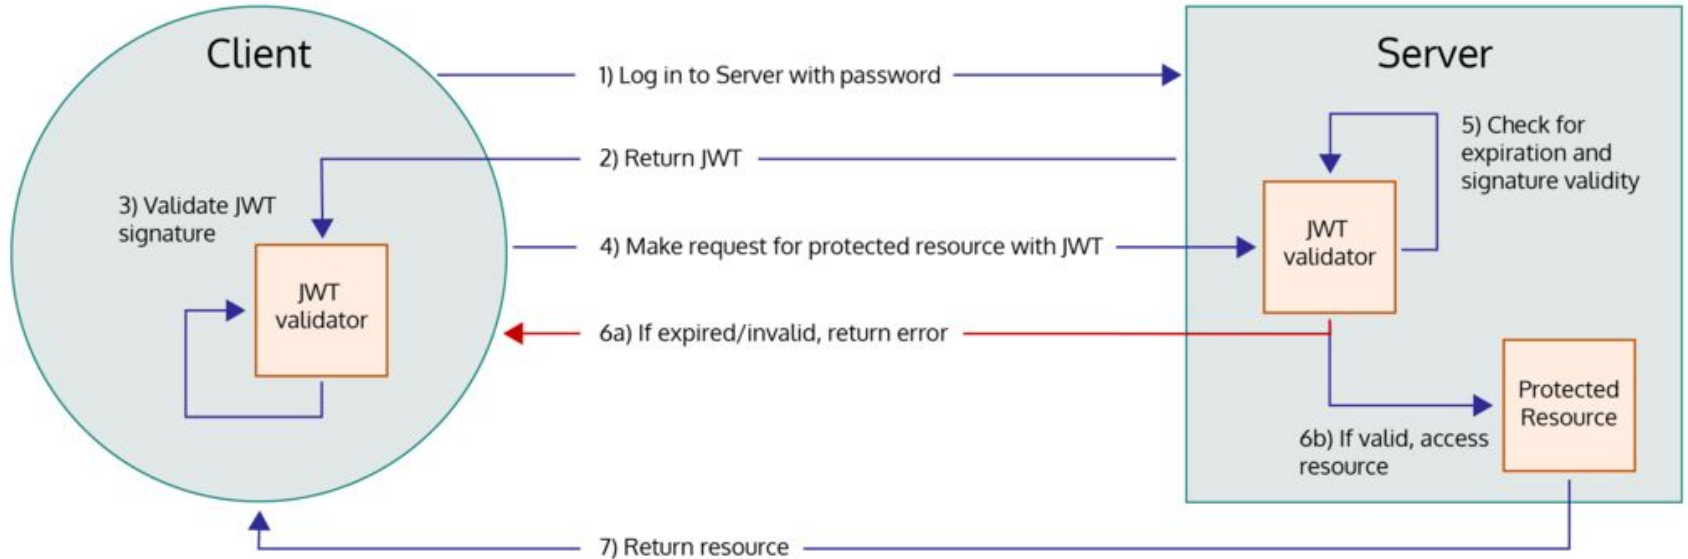 Client
Server
1) Log in to Server with password
2) Return JWT
3) Validate JWT
signature
JWT
validator
4) Make request for protected resource with JWT
5) Check for
expiration and
signature validity
JWT
validator
6a) If expired/invalid, return error
6b) If valid, access
resource
Protected
Resource
7) Return resource